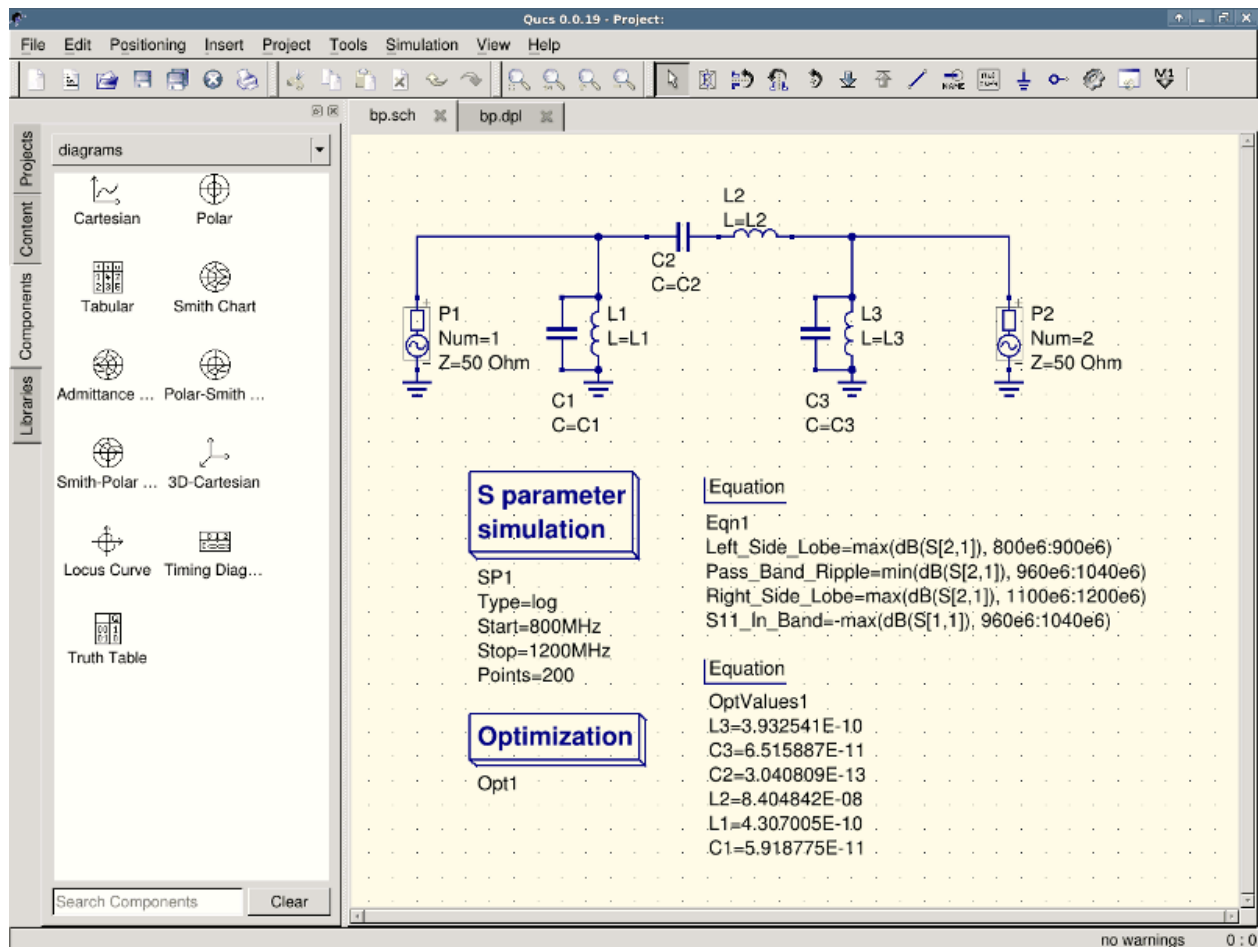 Qucs 0.0.19 - Project:
File Edit Positioning Insert Project Tools Simulation View Help
NAME
M1
Projects
Content
Components
Libraries
diagrams
Cartesian Polar
Tabular Smith Chart
Admittance ... Polar-Smith ...
Smith-Polar ... 3D-Cartesian
Locus Curve Timing Diag...
Truth Table
Search Components Clear
bp.sch bp.dpl
L2
L=L2
C2
C=C2
P1
Num=1
Z=50 Ohm
L1
L=L1
C1
C=C1
L3
L=L3
C3
C=C3
P2
Num=2
Z=50 Ohm
S parameter
simulation
SP1
Type=log
Start=800MHz
Stop=1200MHz
Points=200
Optimization
Opt1
Equation
Eqn1
Left_Side_Lobe=max(dB(S[2,1]), 800e6:900e6)
Pass_Band_Ripple=min(dB(S[2,1]), 960e6:1040e6)
Right_Side_Lobe=max(dB(S[2,1]), 1100e6:1200e6)
S11_In_Band=-max(dB(S[1,1]), 960e6:1040e6)
Equation
OptValues1
L3=3.932541E-10
C3=6.515887E-11
C2=3.040809E-13
L2=8.404842E-08
L1=4.307005E-10
C1=5.918775E-11
no warnings 0 : 0